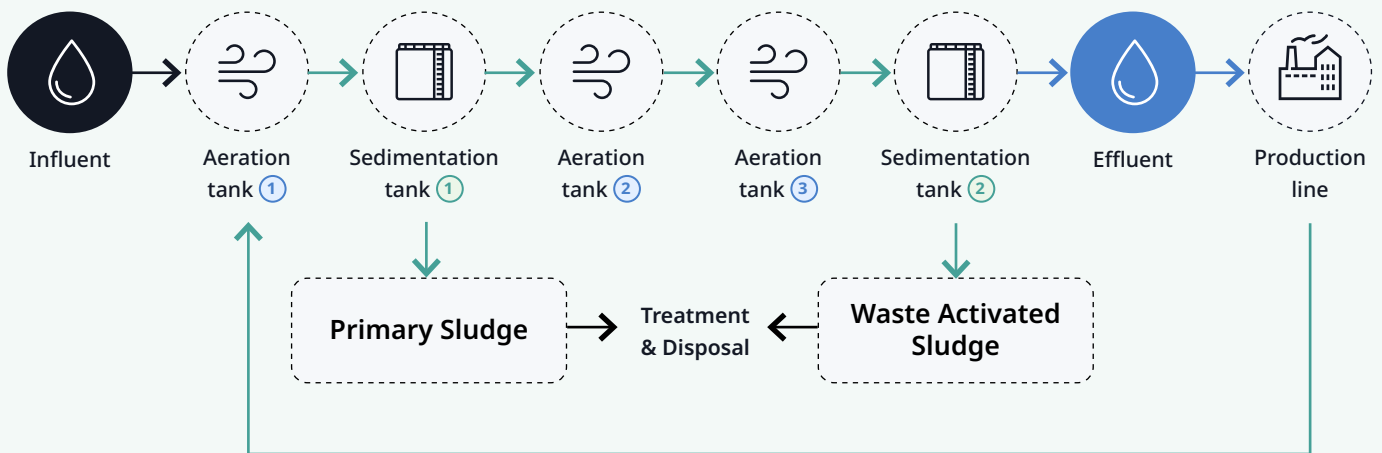 Influent
Aeration
tank 1
Sedimentation
tank 1
Aeration
tank 2
Aeration
tank 3
Sedimentation
tank 2
Effluent
Production
line
Primary Sludge
Treatment
& Disposal
Waste Activated
Sludge